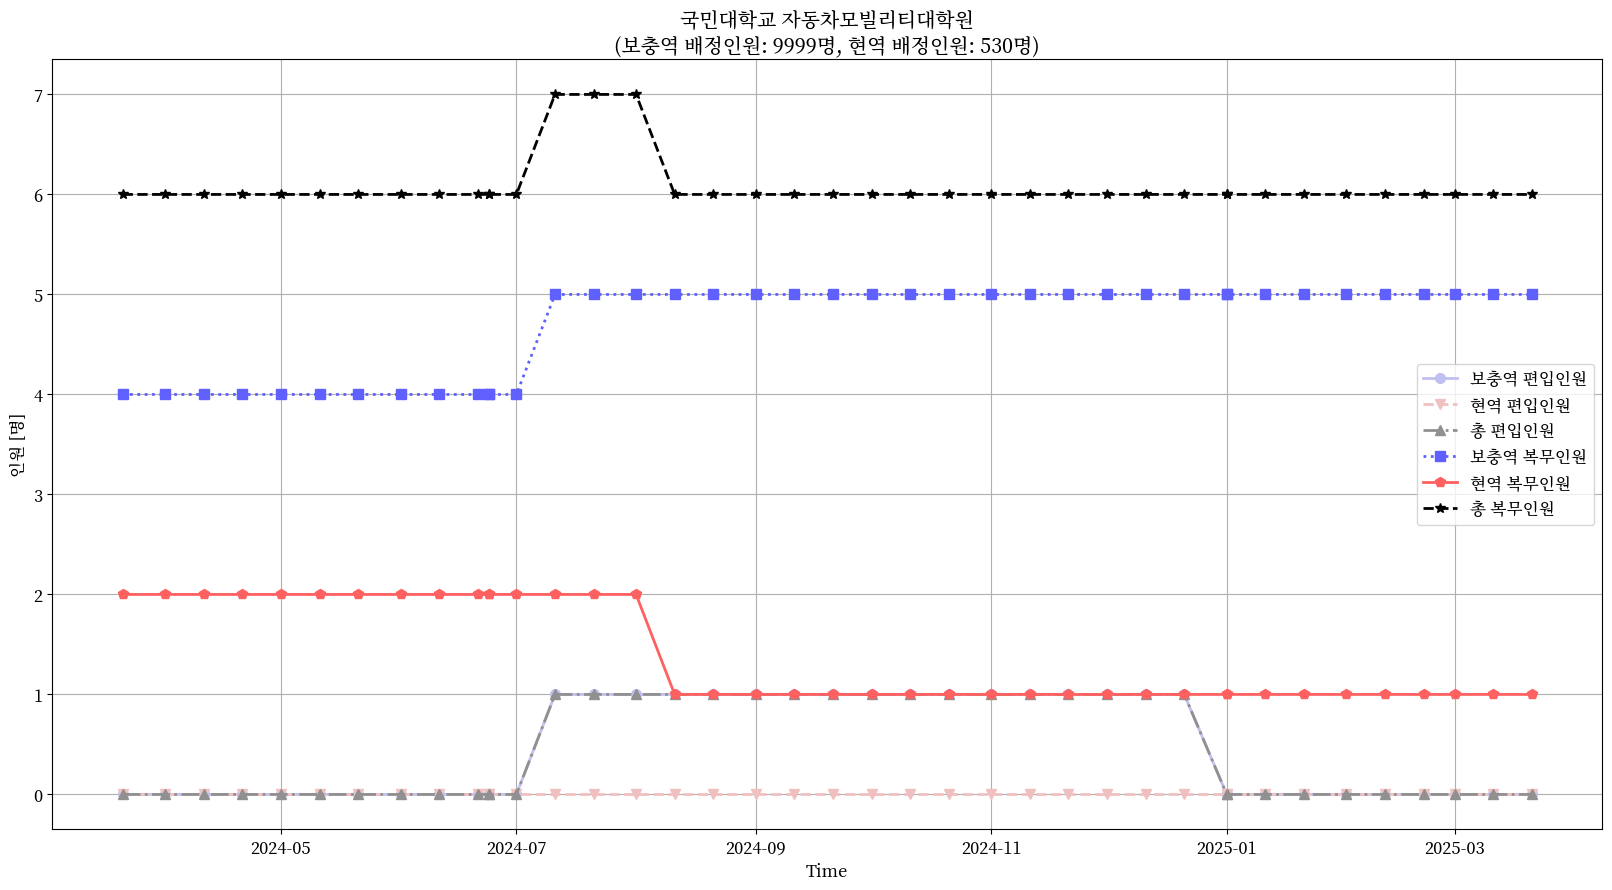 국민대학교 자동차모빌리티대학원
(보충역 배정인원: 9999명, 현역 배정인원: 530명)
인원 [명]
7
6
5
4
3
2
1
0
보충역 편입인원
현역 편입인원
총 편입인원
보충역 복무인원
현역 복무인원
총 복무인원
2024-05
2024-07
2024-09
2024-11
2025-01
2025-03
Time